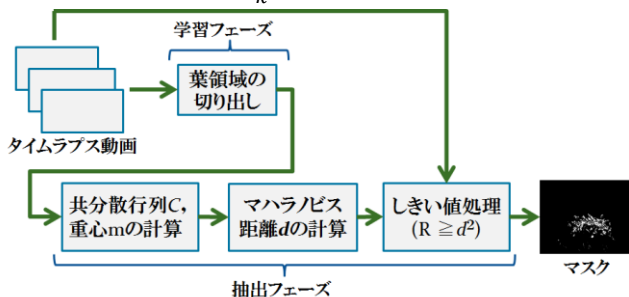 k
学習フェーズ
葉領域の
切り出し
タイムラプス動画
共分散行列C,
重心mの計算
マハラノビス
距離dの計算
しきい値処理
(R ≧ d²)
マスク
抽出フェーズ